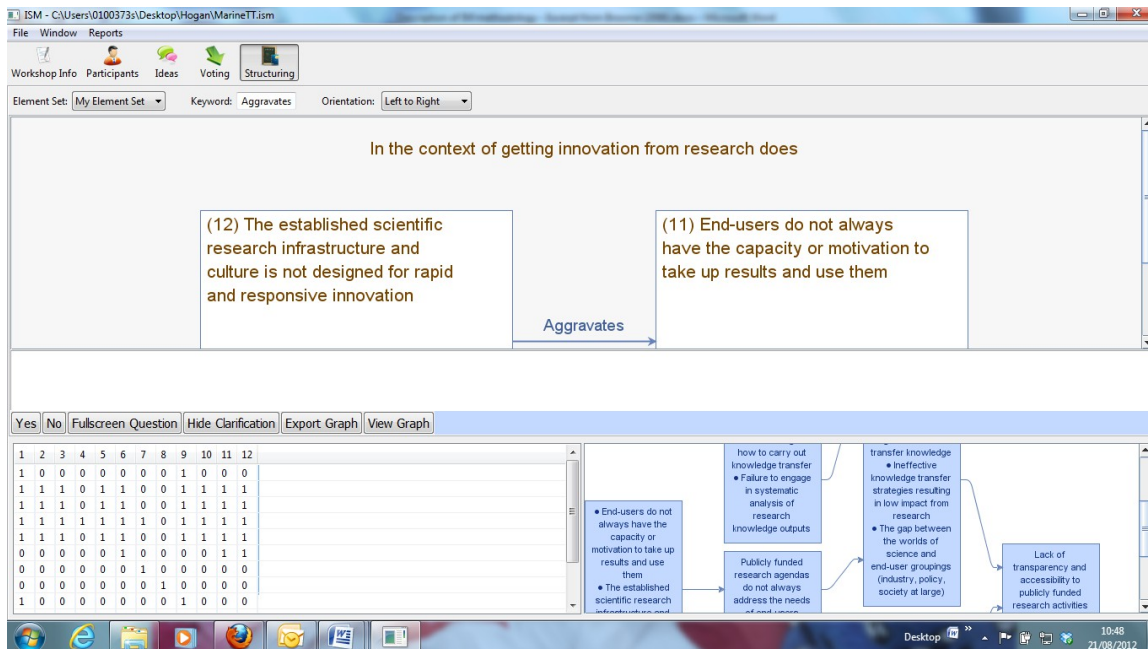 ISM - C:\Users\0100373s\Desktop\Hogan\MarineTT.ism
File Window Reports
Workshop Info Participants Ideas Voting Structuring
Element Set: My Element Set Keyword: Aggravates Orientation: Left to Right
In the context of getting innovation from research does
(12) The established scientific
research infrastructure and
culture is not designed for rapid
and responsive innovation
Aggravates
(11) End-users do not always
have the capacity or motivation to
take up results and use them
Yes No Fullscreen Question Hide Clarification Export Graph View Graph
1 2 3 4 5 6 7 8 9 10 11 12
1 0 0 0 0 0 0 0 1 0 0 0
1 1 1 0 1 1 0 0 1 1 1 1
1 1 1 0 1 1 0 0 1 1 1 1
1 1 1 1 1 1 1 0 1 1 1 1
1 1 1 0 1 1 0 0 1 1 1 1
0 0 0 0 0 1 0 0 0 0 1 1
0 0 0 0 0 0 1 0 0 0 0 0
0 0 0 0 0 0 0 1 0 0 0 0
1 0 0 0 0 0 0 0 1 0 0 0
• End-users do not
always have the
capacity or
motivation to take up
results and use
them
• The established
scientific research
infrastructure and
how to carry out
knowledge transfer
• Failure to engage
in systematic
analysis of
research
knowledge outputs
Publicly funded
research agendas
do not always
address the needs
of end-users
transfer knowledge
• Ineffective
knowledge transfer
strategies resulting
in low impact from
research
• The gap between
the worlds of
science and
end-user groupings
(industry, policy,
society at large)
Lack of
transparency and
accessibility to
publicly funded
research activities
Desktop »
10:48
21/08/2012